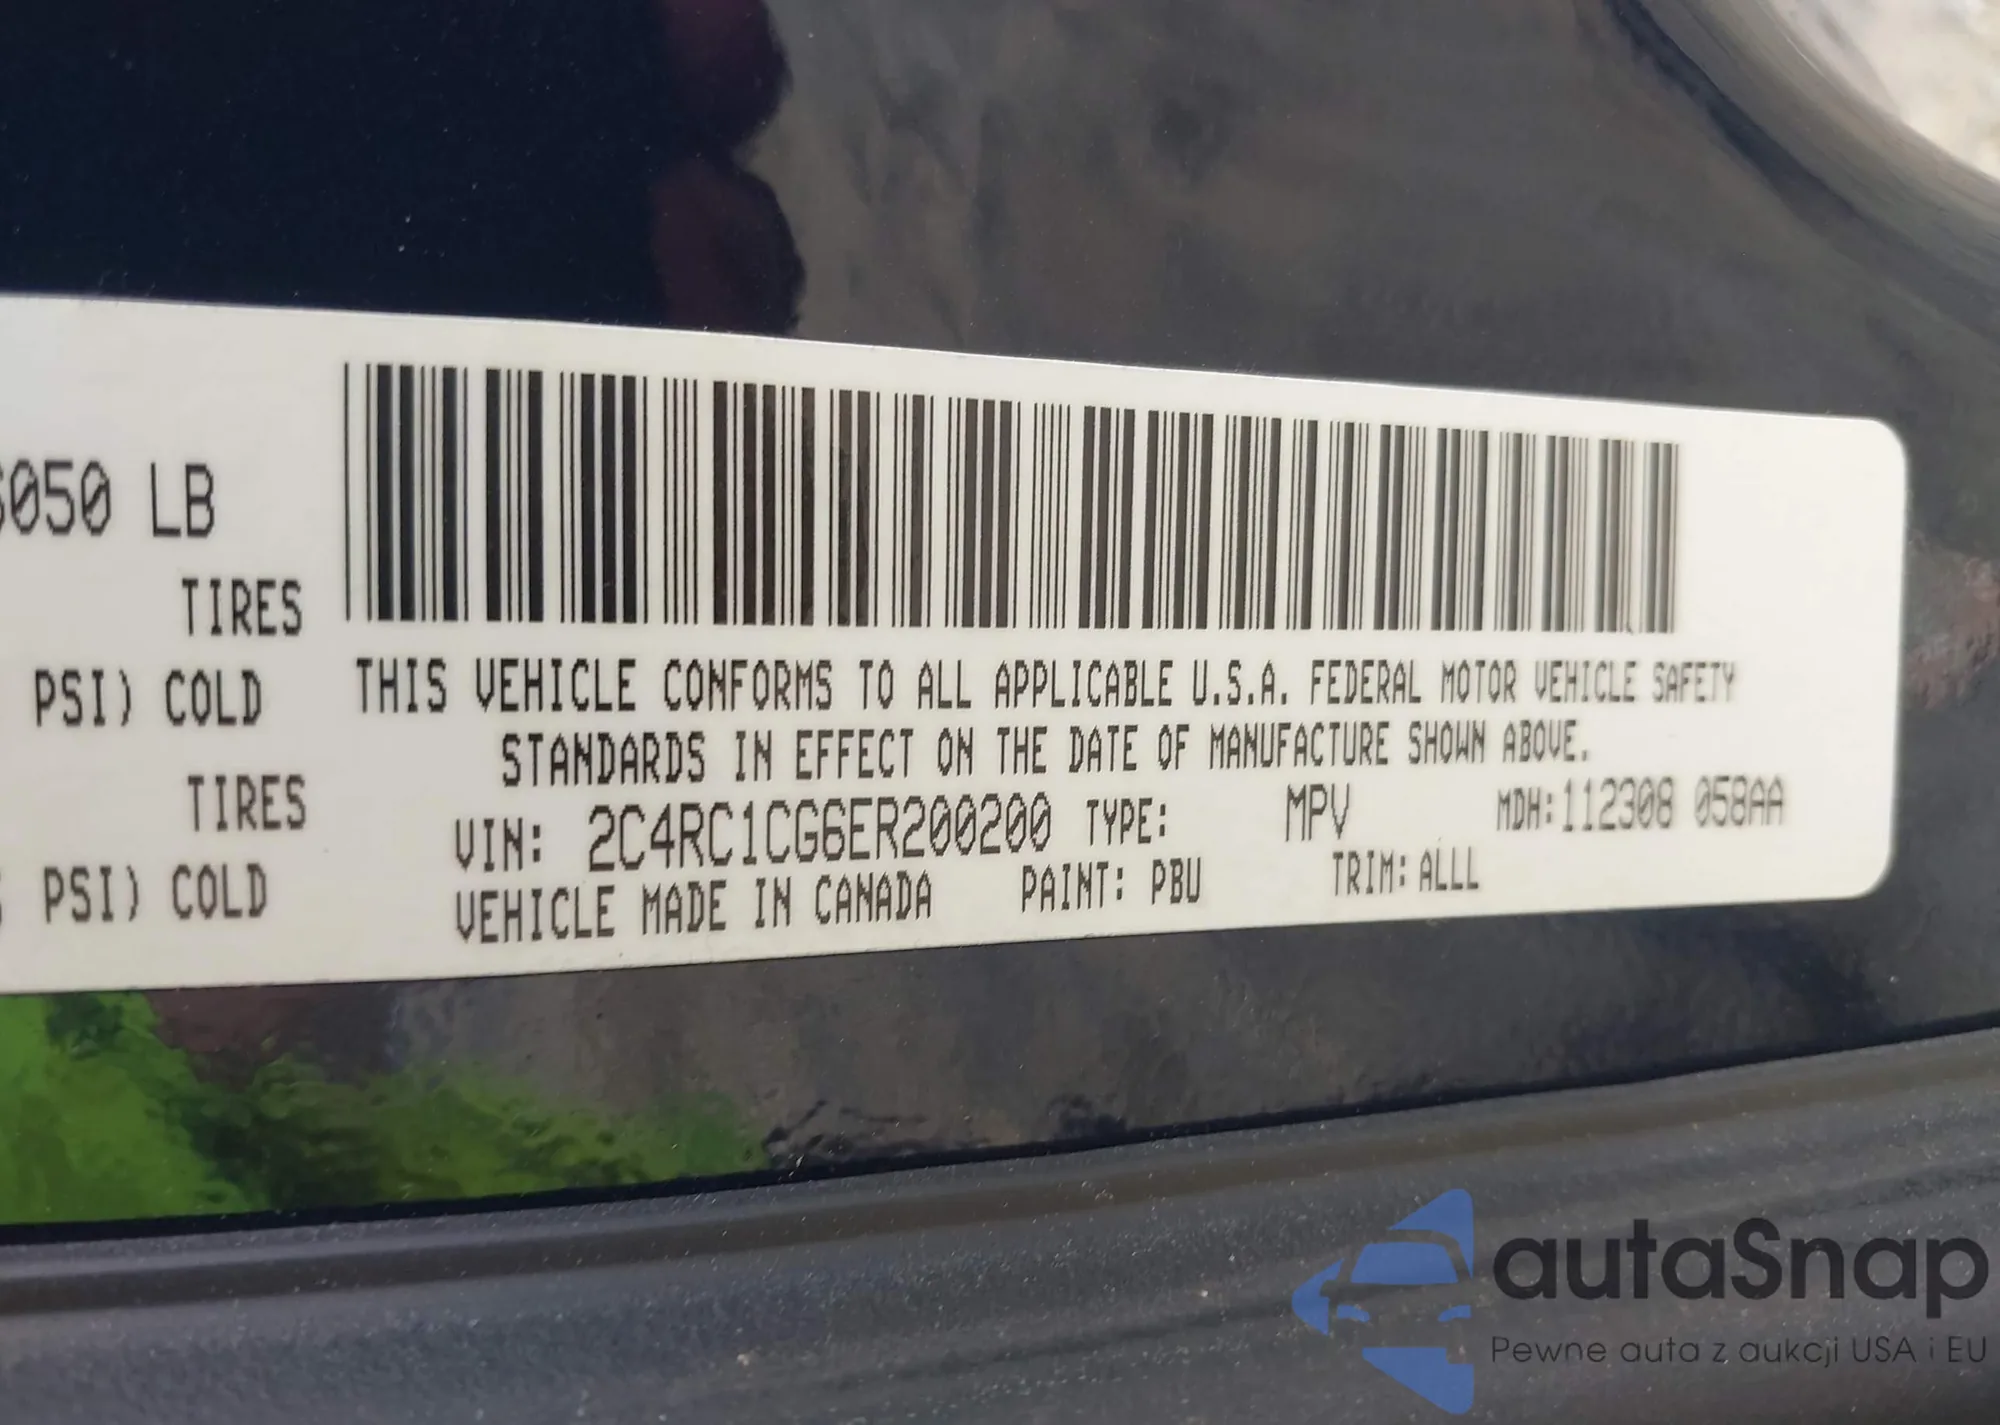 6050 LB
TIRES
PSI) COLD
TIRES
PSI) COLD
THIS VEHICLE CONFORMS TO ALL APPLICABLE U.S.A. FEDERAL MOTOR VEHICLE SAFETY
STANDARDS IN EFFECT ON THE DATE OF MANUFACTURE SHOWN ABOVE.
VIN: 2C4RC1CG6ER200200 TYPE: MPV MDH:112308 058AA
VEHICLE MADE IN CANADA PAINT: PBU TRIM: ALLL
autaSnap
Pewne auta z aukcji USA i EU